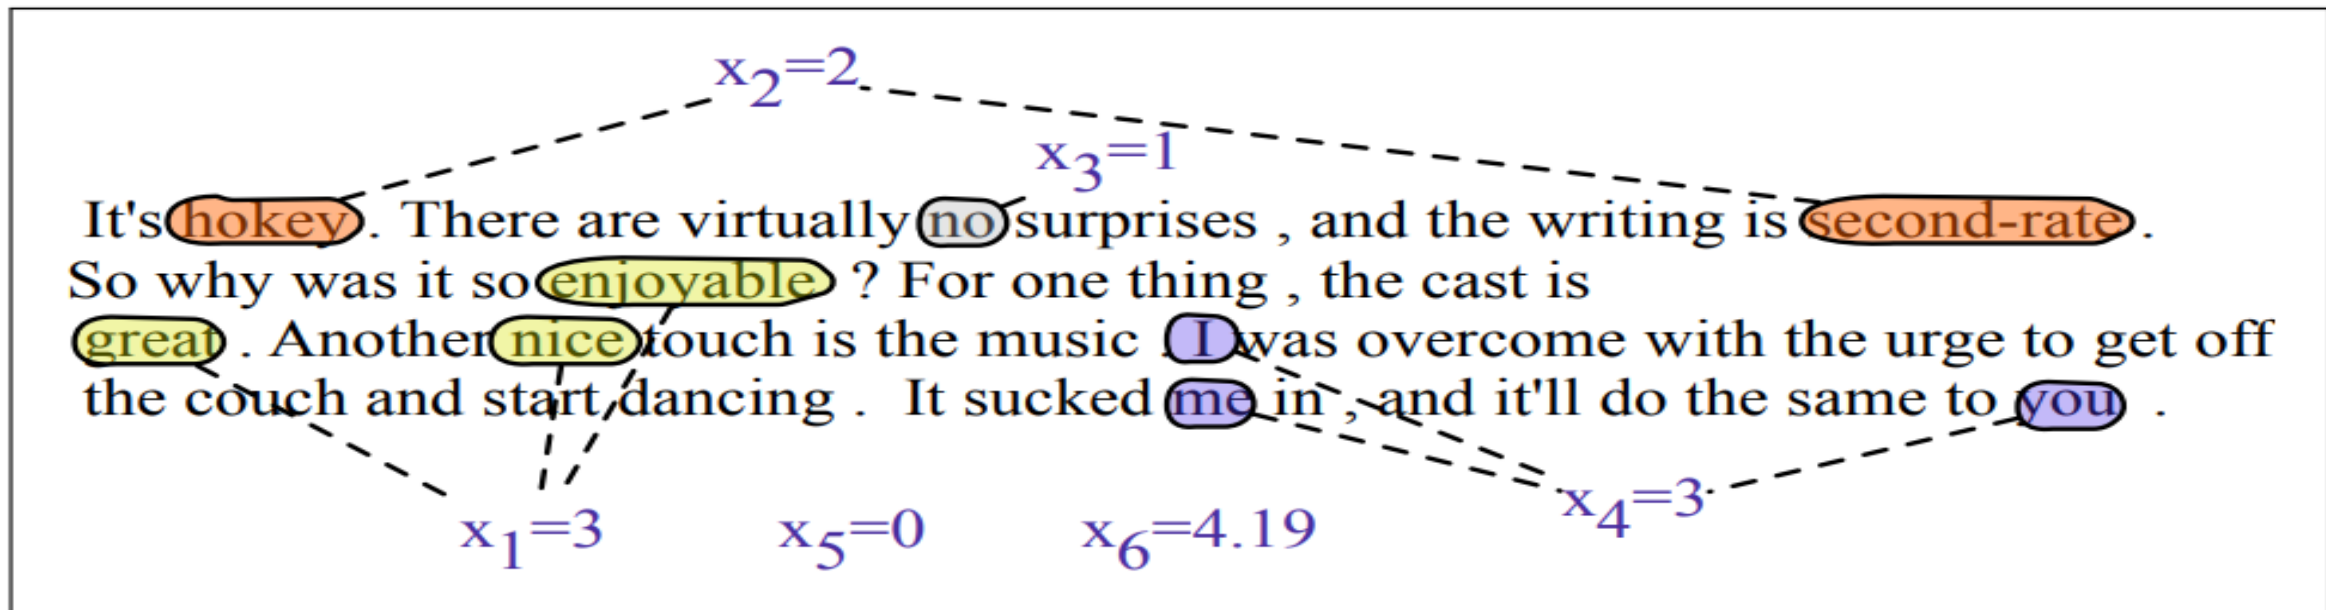 x2=2
x3=1
It's hokey . There are virtually no surprises , and the writing is second-rate .
So why was it so enjoyable ? For one thing , the cast is
great . Another nice touch is the music . I was overcome with the urge to get off
the couch and start dancing . It sucked me in , and it'll do the same to you .
x4=3
x1=3 x5=0 x6=4.19